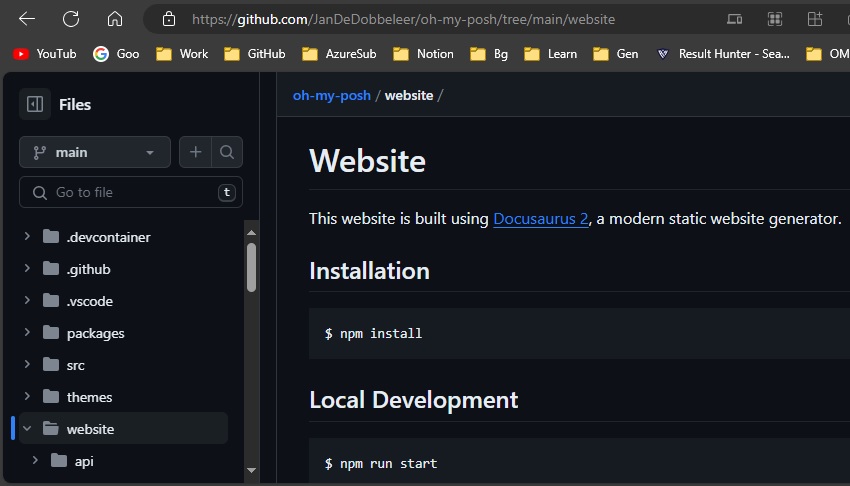 https://github.com/JanDeDobbeleer/oh-my-posh/tree/main/website
YouTube Goo Work GitHub AzureSub Notion Bg Learn Gen Result Hunter - Sea... OM
Files
main
Go to file t
.devcontainer
.github
.vscode
packages
src
themes
website
api
oh-my-posh / website /
Website
This website is built using Docusaurus 2, a modern static website generator.
Installation
$ npm install
Local Development
$ npm run start